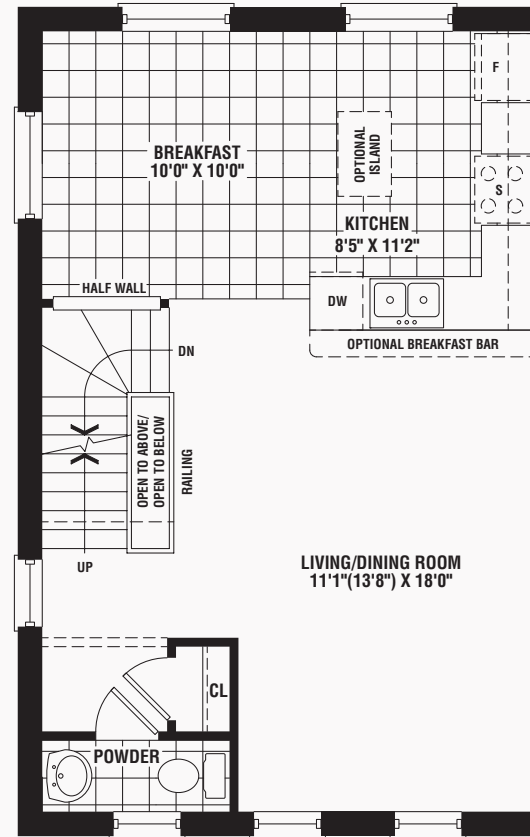 F
BREAKFAST
10'0" X 10'0"
OPTIONAL
ISLAND
S
KITCHEN
8'5" X 11'2"
HALF WALL
DW
OPTIONAL BREAKFAST BAR
DN
OPEN TO ABOVE/
OPEN TO BELOW
RAILING
UP
LIVING/DINING ROOM
11'1"(13'8") X 18'0"
CL
POWDER